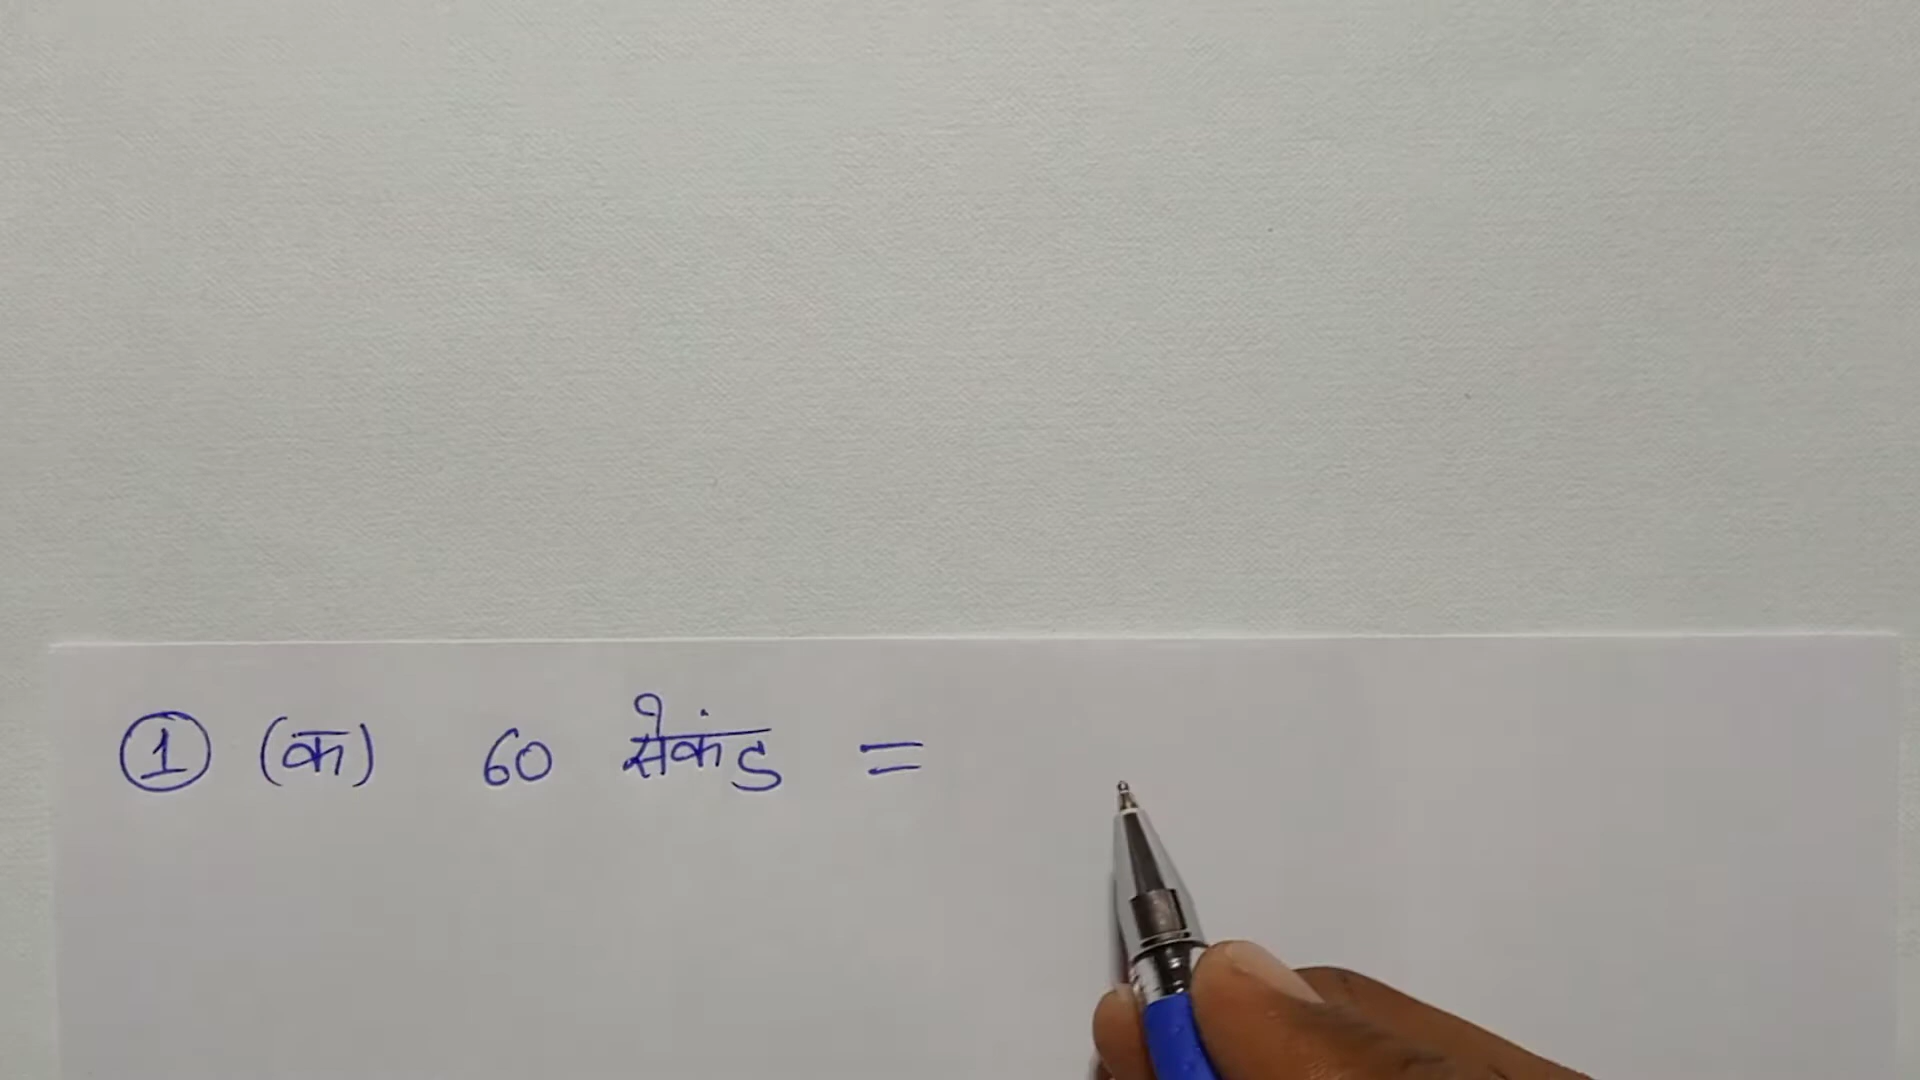 ① (क) 60 सेकंड =